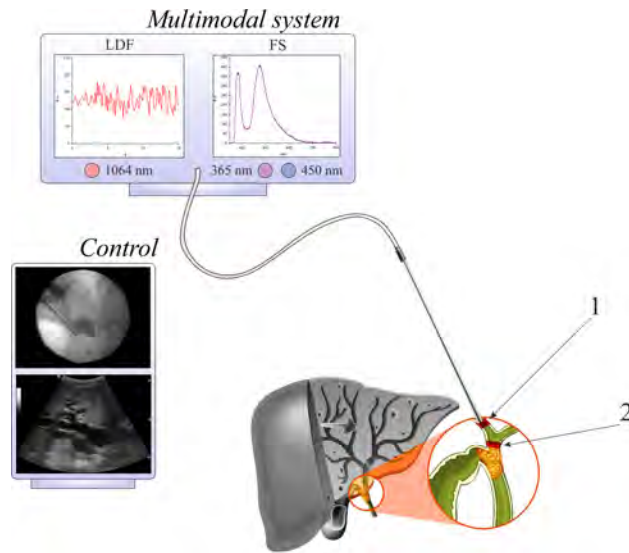 Multimodal system
LDF
FS
1064 nm
365 nm
450 nm
Control
1
2